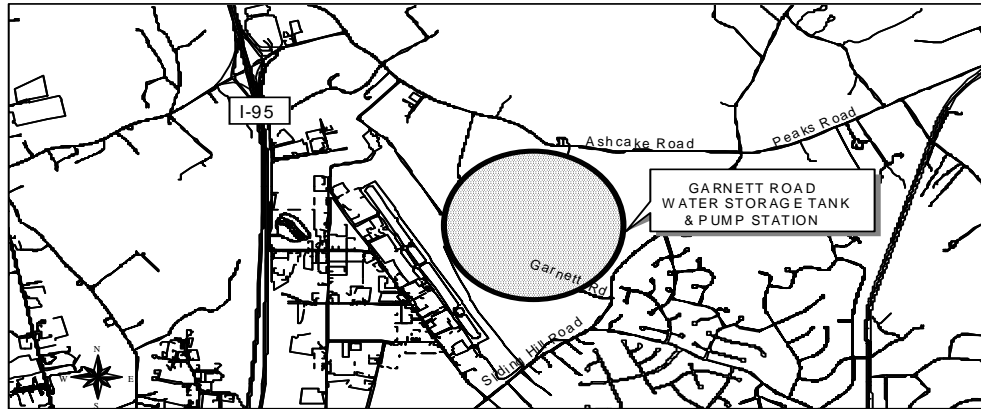 I-95
Ashcake Road
Peaks Road
GARNETT ROAD
WATER STORAGE TANK
& PUMP STATION
Garnett Rd
Sliding Hill Road
N
W
E
S